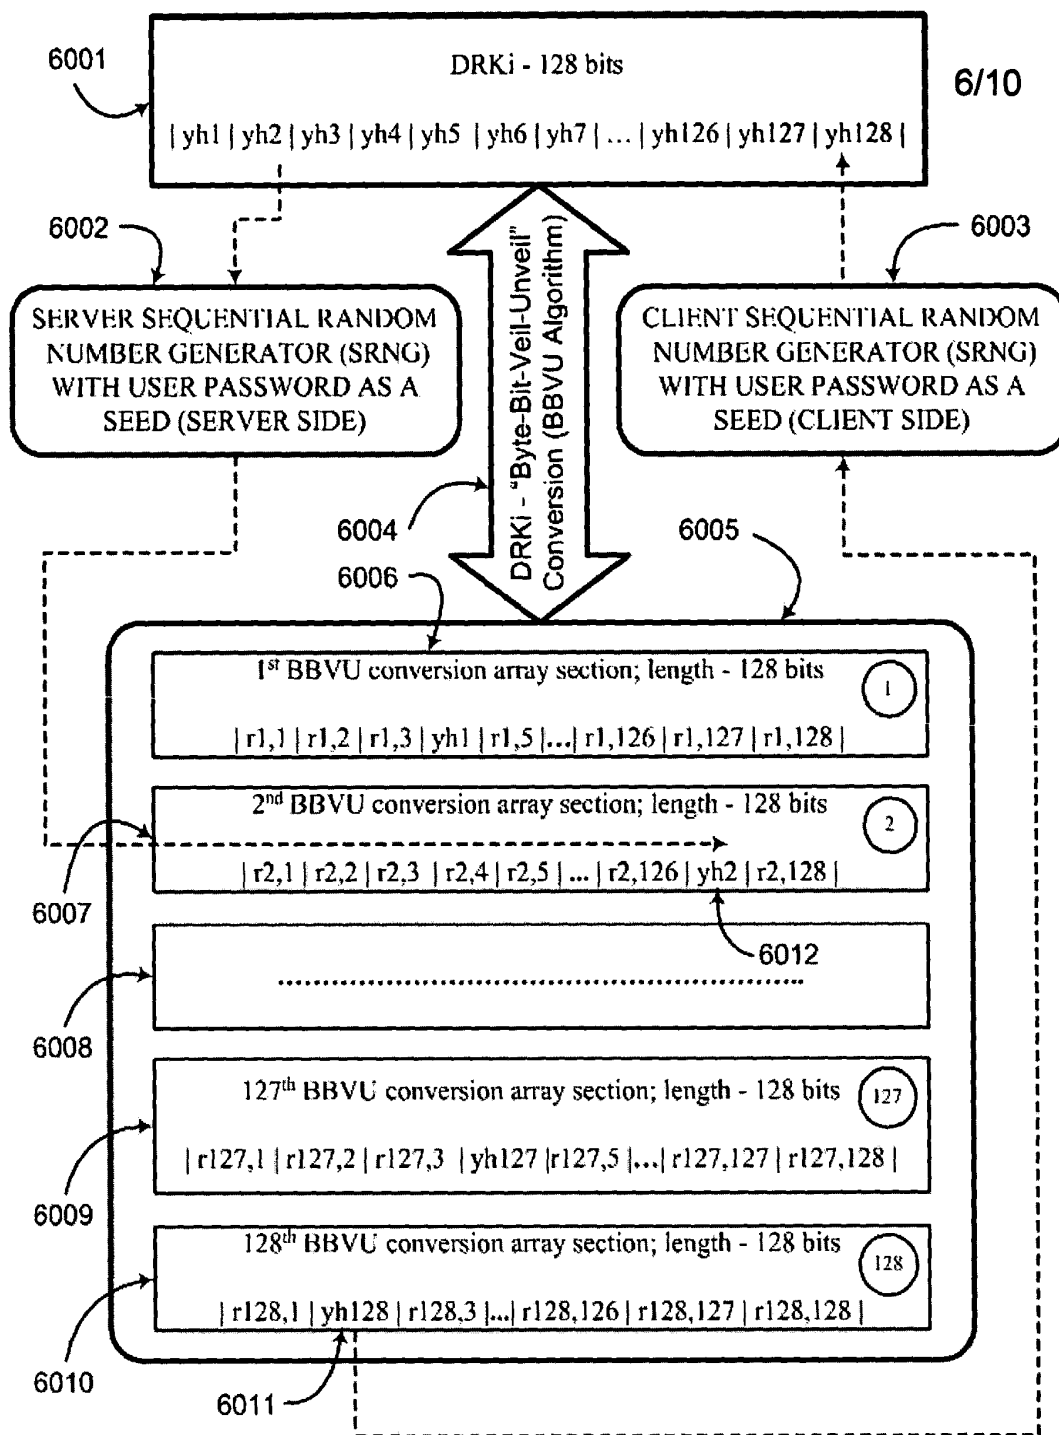 6001
DRKi - 128 bits
6/10
| yh1 | yh2 | yh3 | yh4 | yh5 | yh6 | yh7 | ... | yh126 | yh127 | yh128 |
6002
6003
SERVER SEQUENTIAL RANDOM
NUMBER GENERATOR (SRNG)
WITH USER PASSWORD AS A
SEED (SERVER SIDE)
DRKi - "Byte-Bit-Veil-Unveil"
Conversion (BBVU Algorithm)
CLIENT SEQUENTIAL RANDOM
NUMBER GENERATOR (SRNG)
WITH USER PASSWORD AS A
SEED (CLIENT SIDE)
6004
6005
6006
1st BBVU conversion array section; length - 128 bits
1
| r1,1 | r1,2 | r1,3 | yh1 | r1,5 |...| r1,126 | r1,127 | r1,128 |
2nd BBVU conversion array section; length - 128 bits
2
| r2,1 | r2,2 | r2,3 | r2,4 | r2,5 | ... | r2,126 | yh2 | r2,128 |
6007
6012
6008
127th BBVU conversion array section; length - 128 bits
127
| r127,1 | r127,2 | r127,3 | yh127 |r127,5 |...| r127,127 | r127,128 |
6009
128th BBVU conversion array section; length - 128 bits
128
| r128,1 | yh128 | r128,3 |...| r128,126 | r128,127 | r128,128 |
6010
6011